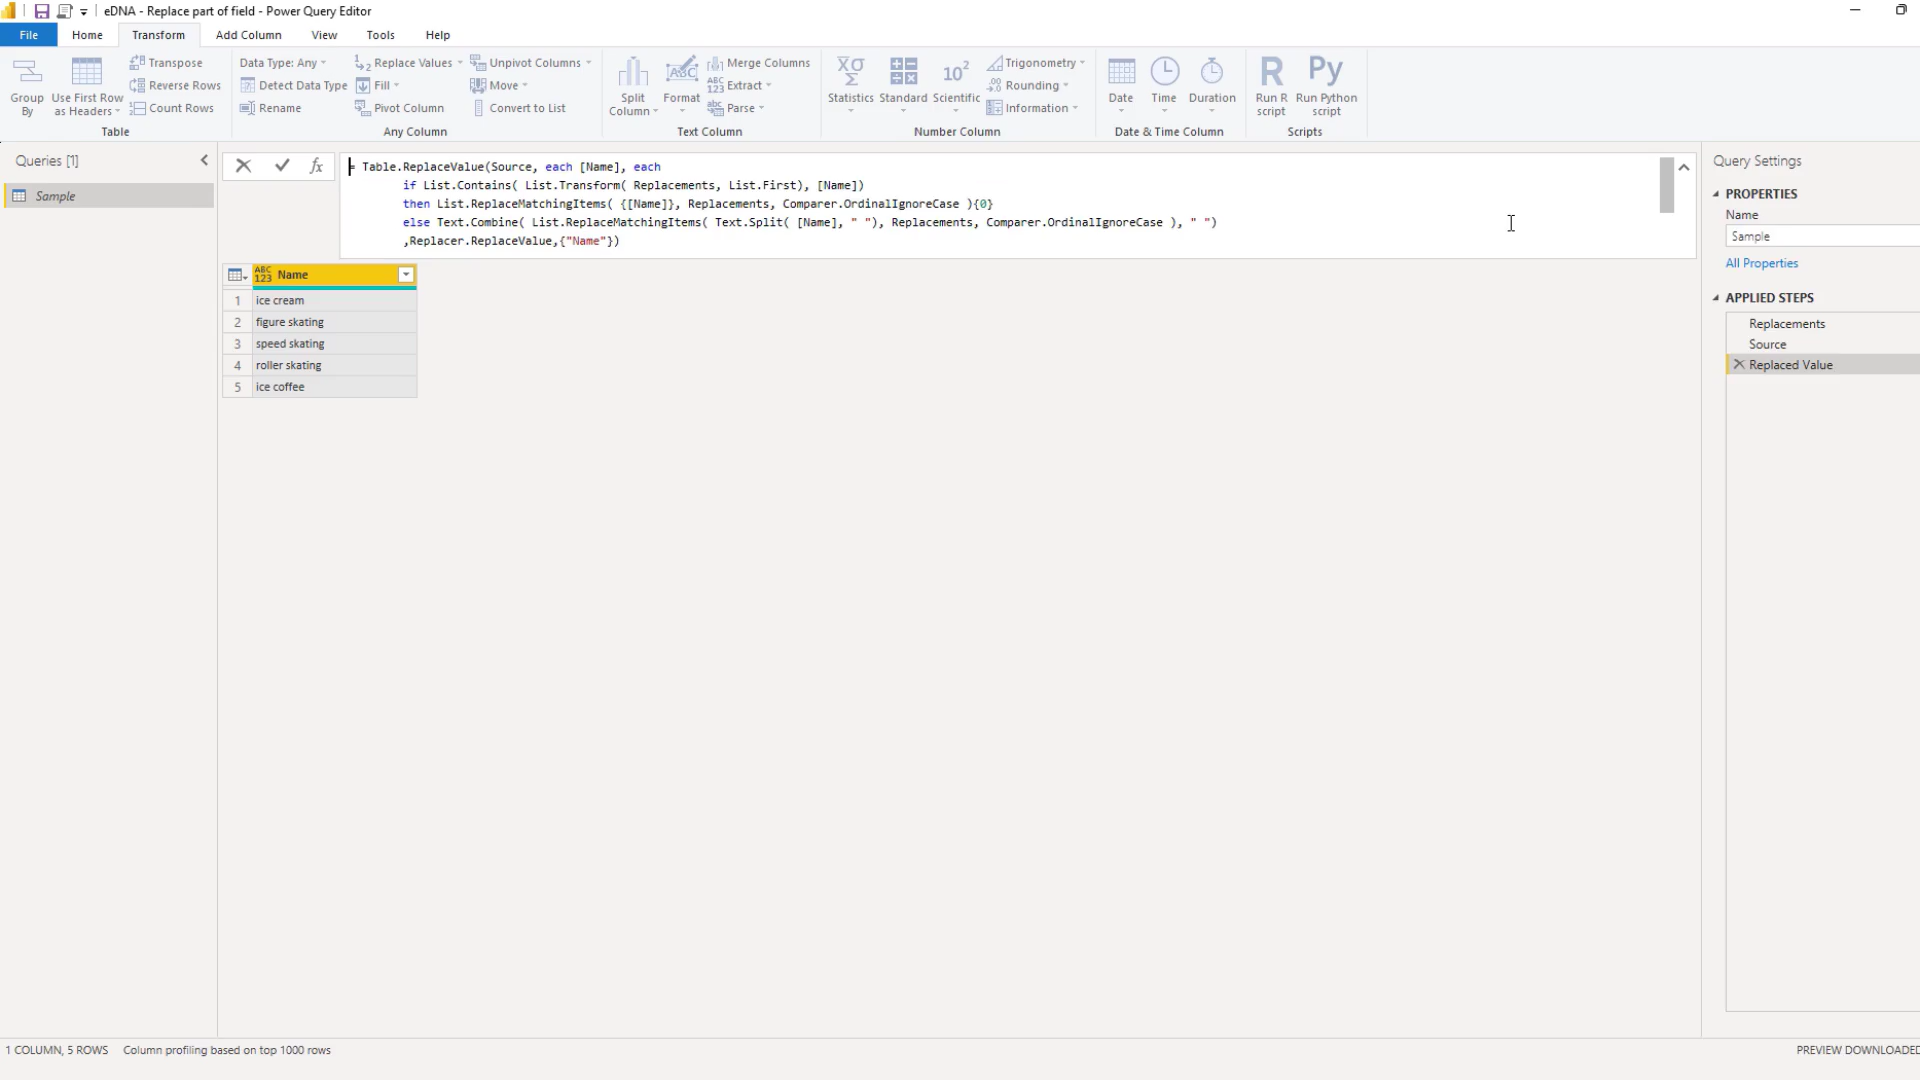 eDNA - Replace part of field - Power Query Editor
File Home Transform Add Column View Tools Help
Group By
Use First Row as Headers
Transpose
Reverse Rows
Count Rows
Table
Data Type: Any
Detect Data Type
Rename
Replace Values
Fill
Pivot Column
Unpivot Columns
Move
Convert to List
Any Column
Split Column
Format
Merge Columns
Extract
Parse
Text Column
Statistics
Standard
Scientific
Trigonometry
Rounding
Information
Number Column
Date
Time
Duration
Date & Time Column
Run R script
Run Python script
Scripts
Queries [1]
Sample
= Table.ReplaceValue(Source, each [Name], each
if List.Contains( List.Transform( Replacements, List.First), [Name])
then List.ReplaceMatchingItems( {[Name]}, Replacements, Comparer.OrdinalIgnoreCase ){0}
else Text.Combine( List.ReplaceMatchingItems( Text.Split( [Name], " "), Replacements, Comparer.OrdinalIgnoreCase ), " ")
,Replacer.ReplaceValue,{"Name"})
ABC 123 Name
1 ice cream
2 figure skating
3 speed skating
4 roller skating
5 ice coffee
Query Settings
PROPERTIES
Name
Sample
All Properties
APPLIED STEPS
Replacements
Source
Replaced Value
1 COLUMN, 5 ROWS Column profiling based on top 1000 rows
PREVIEW DOWNLOADED